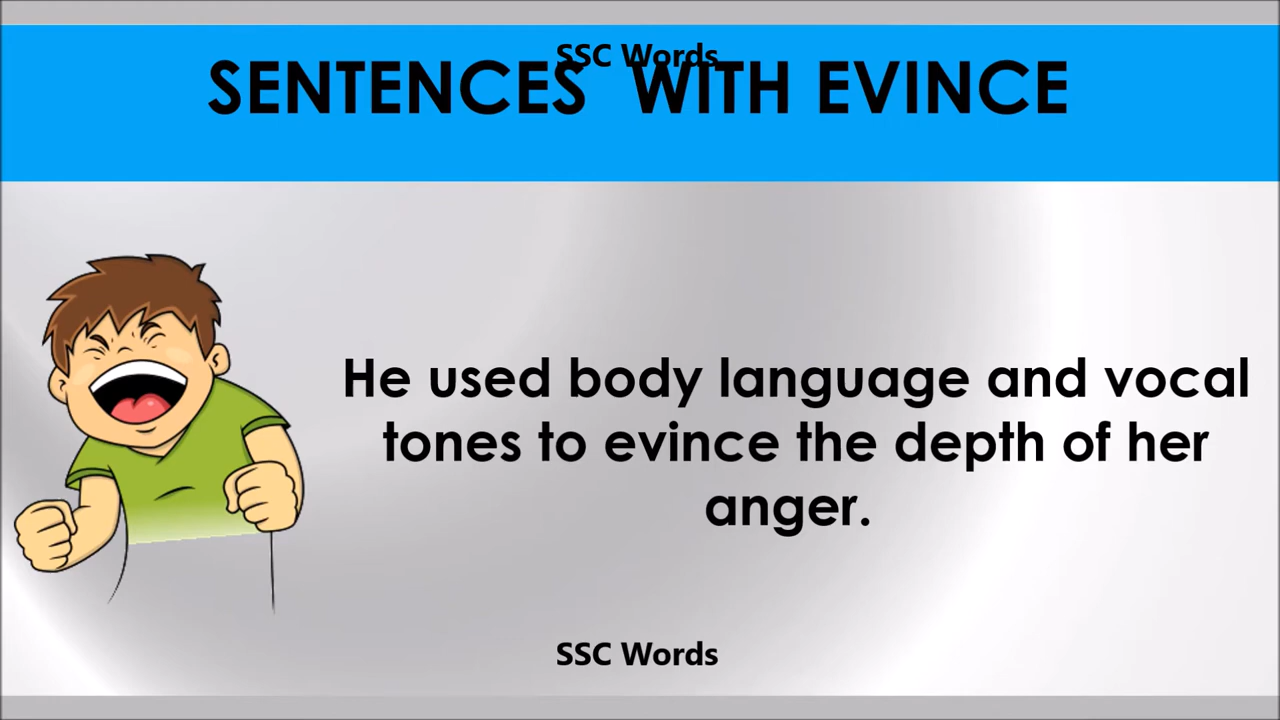 SSC Words
SENTENCES WITH EVINCE
He used body language and vocal
tones to evince the depth of her
anger.
SSC Words